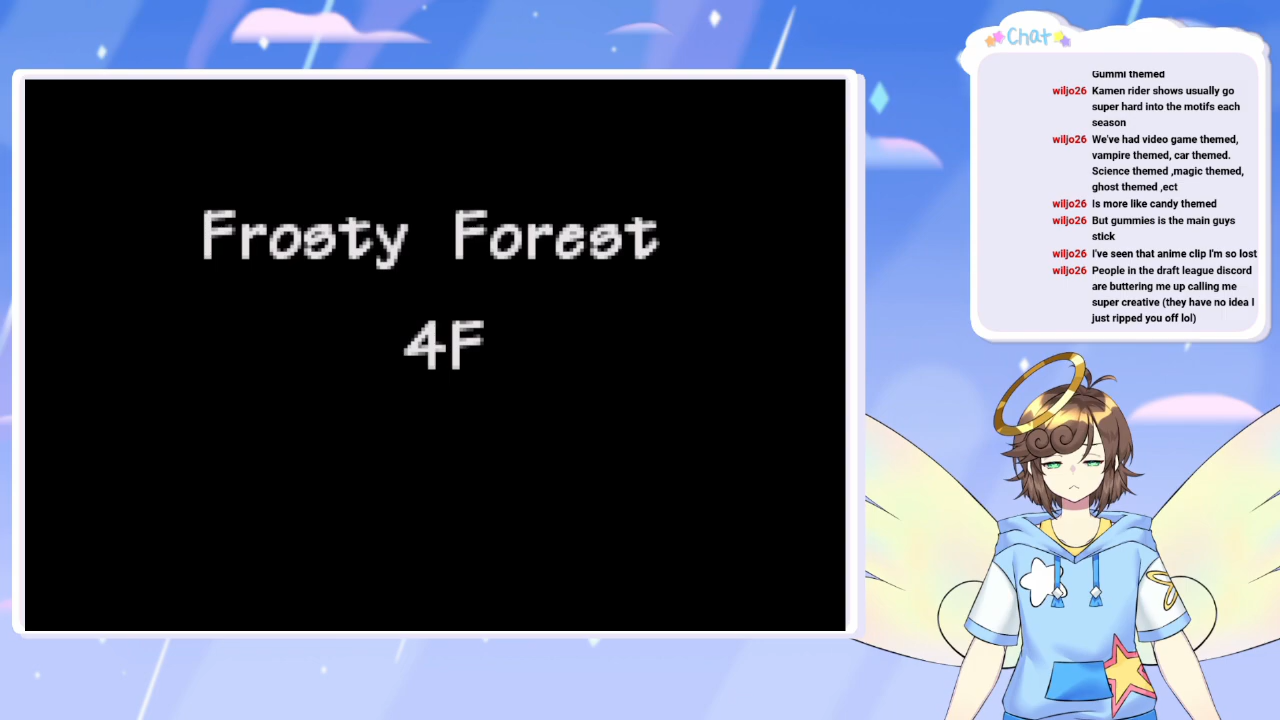 Frosty Forest
4F
Chat
Gummi themed
wiljo26 Kamen rider shows usually go
super hard into the motifs each
season
wiljo26 We've had video game themed,
vampire themed, car themed.
Science themed ,magic themed,
ghost themed ,ect
wiljo26 Is more like candy themed
wiljo26 But gummies is the main guys
stick
wiljo26 I've seen that anime clip I'm so lost
wiljo26 People in the draft league discord
are buttering me up calling me
super creative (they have no idea I
just ripped you off lol)